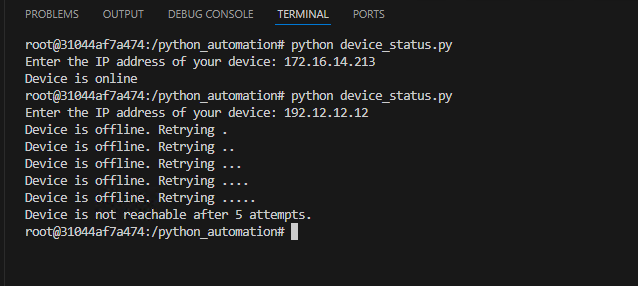 PROBLEMS OUTPUT DEBUG CONSOLE TERMINAL PORTS
root@31044af7a474:/python_automation# python device_status.py
Enter the IP address of your device: 172.16.14.213
Device is online
root@31044af7a474:/python_automation# python device_status.py
Enter the IP address of your device: 192.12.12.12
Device is offline. Retrying .
Device is offline. Retrying ..
Device is offline. Retrying ...
Device is offline. Retrying ....
Device is offline. Retrying .....
Device is not reachable after 5 attempts.
root@31044af7a474:/python_automation#